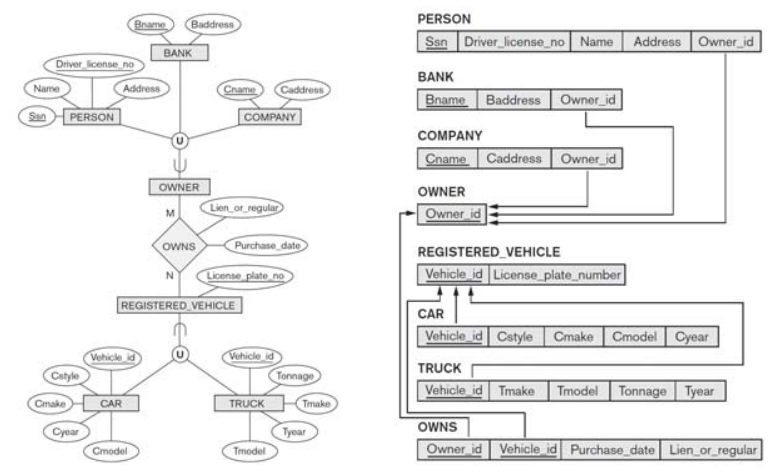 Bname Baddress
BANK
Driver_license_no
Name Address
Ssn PERSON
Cname Caddress
COMPANY
U
OWNER
M
Lien_or_regular
OWNS
Purchase_date
N
License_plate_no
REGISTERED_VEHICLE
U
Vehicle_id
Cstyle
Cmake CAR
Cyear
Cmodel
Vehicle_id
Tonnage
TRUCK Tmake
Tyear
Tmodel
PERSON
Ssn Driver_license_no Name Address Owner_id
BANK
Bname Baddress Owner_id
COMPANY
Cname Caddress Owner_id
OWNER
Owner_id
REGISTERED_VEHICLE
Vehicle_id License_plate_number
CAR
Vehicle_id Cstyle Cmake Cmodel Cyear
TRUCK
Vehicle_id Tmake Tmodel Tonnage Tyear
OWNS
Owner_id Vehicle_id Purchase_date Lien_or_regular